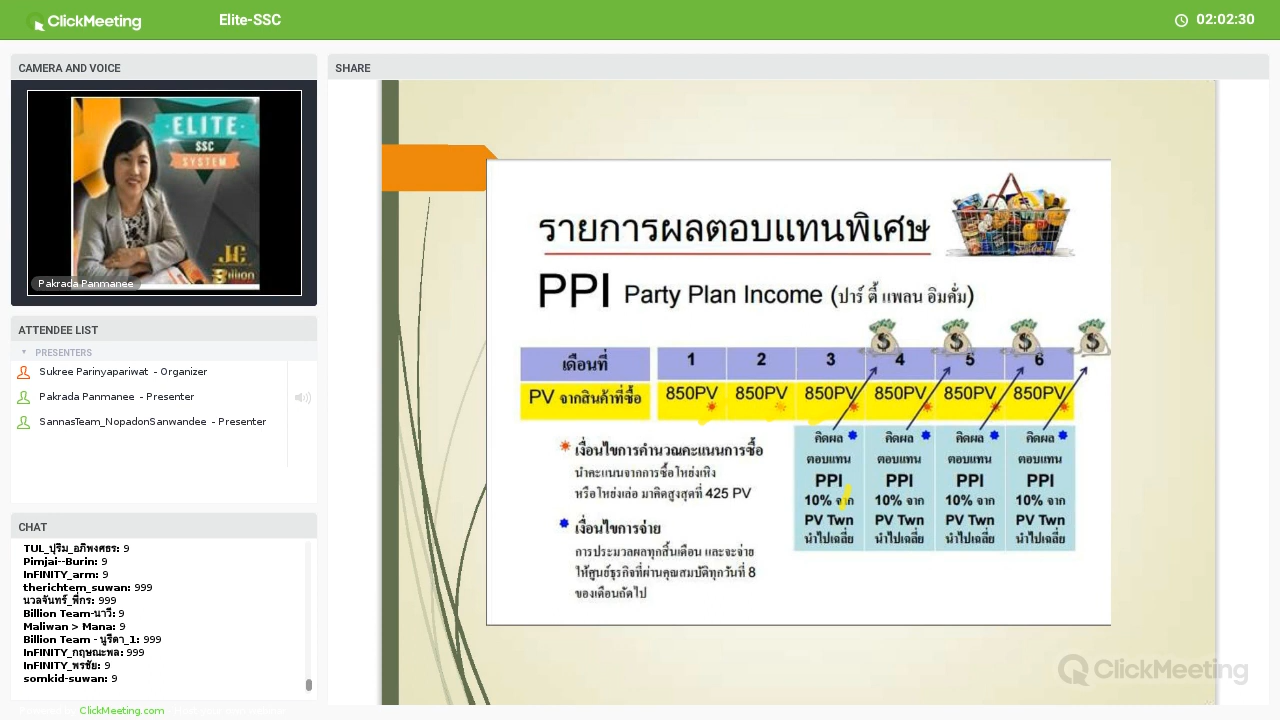 ClickMeeting
Elite-SSC
02:02:30
CAMERA AND VOICE
ELITE
SSC
SYSTEM
Billion
Pakrada Panmanee
ATTENDEE LIST
PRESENTERS
Sukree Parinyapariwat - Organizer
Pakrada Panmanee - Presenter
SannasTeam_NopadonSanwandee - Presenter
CHAT
TUL_ปุริม_อภิพงศธร: 9
Pimjai--Burin: 9
InFINITY_arm: 9
therichtem_suwan: 999
นวลจันทร์_พี่กร: 999
Billion Team-นาวี: 9
Maliwan > Mana: 9
Billion Team - นูรีดา_1: 999
InFINITY_กฤษณะพล: 999
InFINITY_พรชัย: 9
somkid-suwan: 9
ClickMeeting.com
SHARE
รายการผลตอบแทนพิเศษ
PPI Party Plan Income (ปาร์ ตี้ แพลน อิมคั่ม)
เดือนที่ 1 2 3 4 5 6
PV จากสินค้าที่ซื้อ 850PV 850PV 850PV 850PV 850PV 850PV
เงื่อนไขการคำนวณคะแนนการซื้อ
นำคะแนนจากการซื้อโหย่งเหิง
หรือโหย่งเล่อ มาคิดสูงสุดที่ 425 PV
เงื่อนไขการจ่าย
การประมวลผลทุกสิ้นเดือน และจะจ่าย
ให้ศูนย์ธุรกิจที่ผ่านคุณสมบัติทุกวันที่ 8
ของเดือนถัดไป
คิดผล คิดผล คิดผล คิดผล
ตอบแทน ตอบแทน ตอบแทน ตอบแทน
PPI PPI PPI PPI
10% จาก 10% จาก 10% จาก 10% จาก
PV Twn PV Twn PV Twn PV Twn
นำไปเฉลี่ย นำไปเฉลี่ย นำไปเฉลี่ย นำไปเฉลี่ย
ClickMeeting